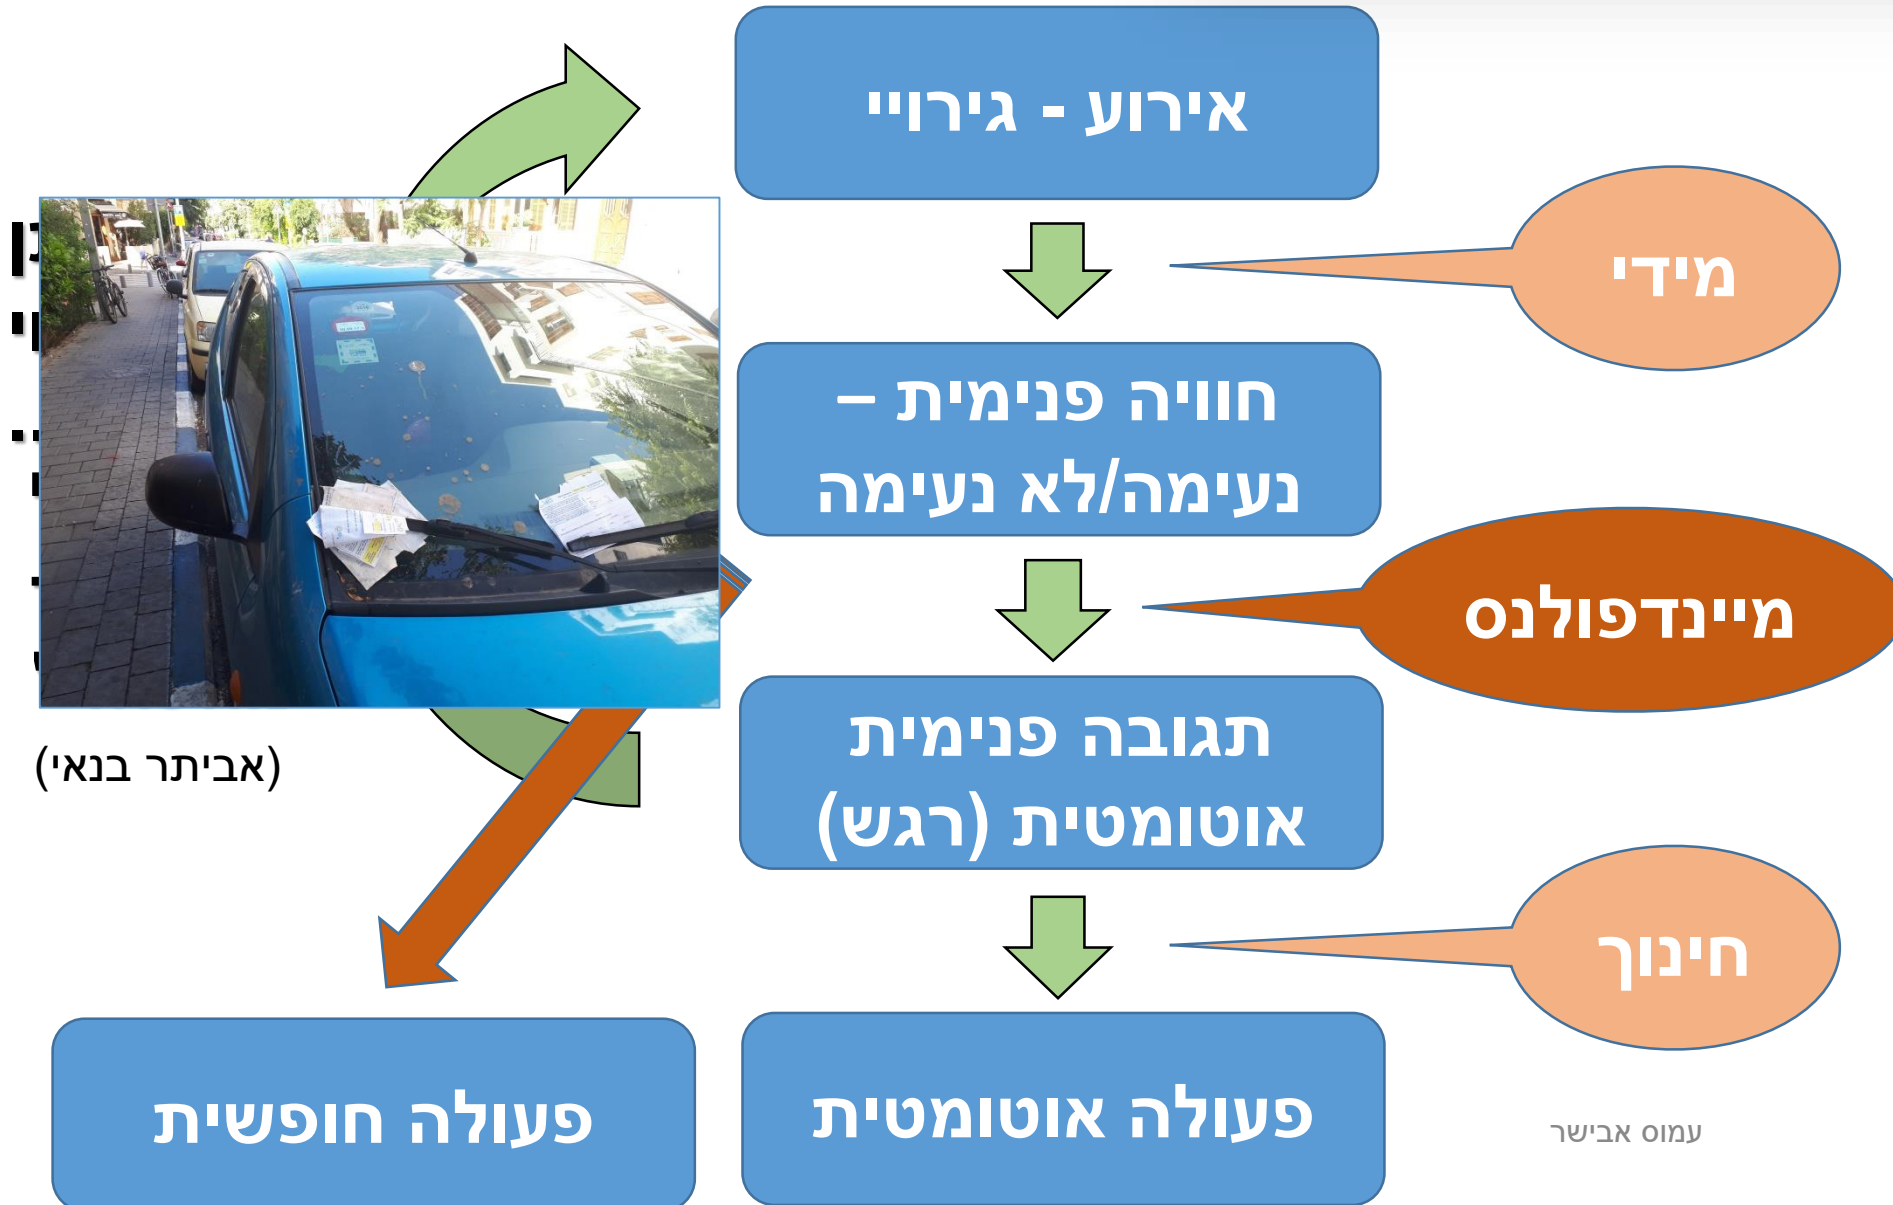 אירוע - גירויי
מידי
חוויה פנימית –
נעימה/לא נעימה
מיינדפולנס
תגובה פנימית
אוטומטית (רגש)
(אביתר בנאי)
חינוך
פעולה אוטומטית
פעולה חופשית
עמוס אבישר